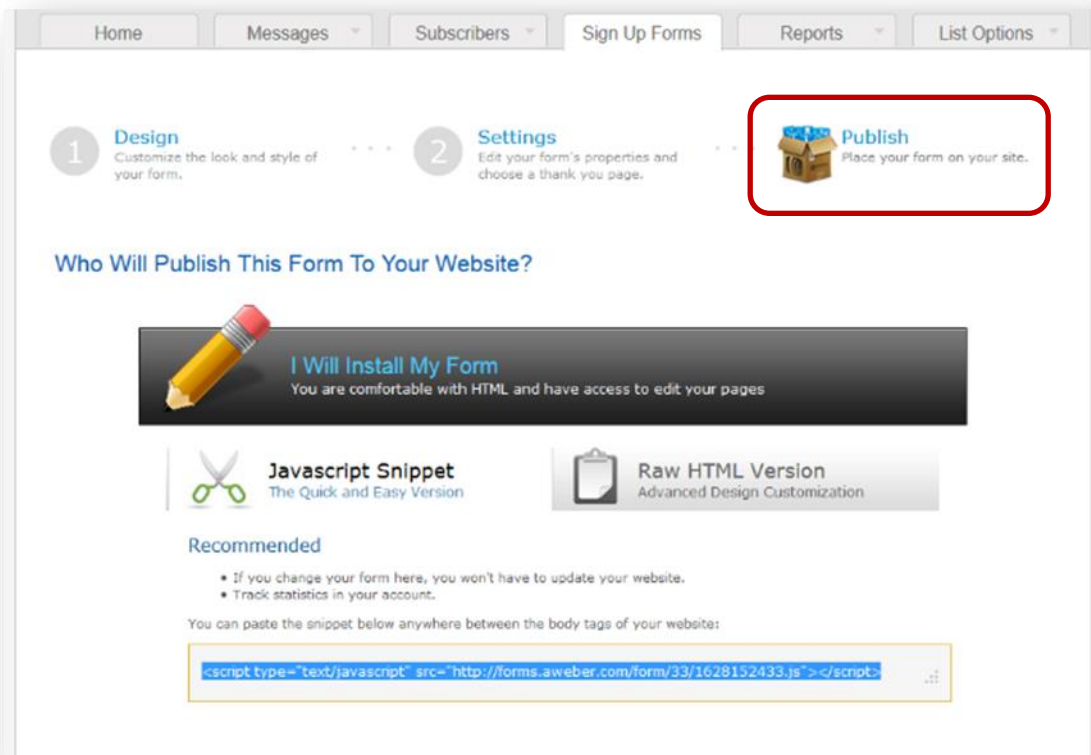 Home Messages Subscribers Sign Up Forms Reports List Options
1 Design
Customize the look and style of
your form.
2 Settings
Edit your form's properties and
choose a thank you page.
Publish
Place your form on your site.
Who Will Publish This Form To Your Website?
I Will Install My Form
You are comfortable with HTML and have access to edit your pages
Javascript Snippet
The Quick and Easy Version
Raw HTML Version
Advanced Design Customization
Recommended
• If you change your form here, you won't have to update your website.
• Track statistics in your account.
You can paste the snippet below anywhere between the body tags of your website:
<script type="text/javascript" src="http://forms.aweber.com/form/33/1628152433.js"></script>